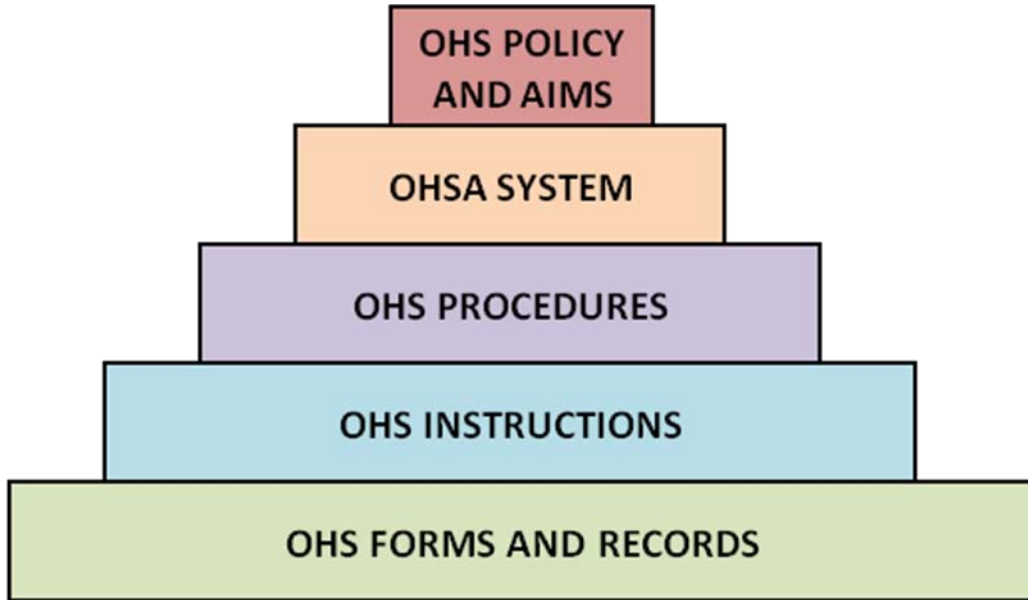 OHS POLICY
AND AIMS
OHSA SYSTEM
OHS PROCEDURES
OHS INSTRUCTIONS
OHS FORMS AND RECORDS